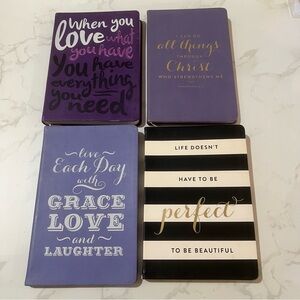 When you
love what
you have
You have
everything
you
need
I CAN DO
all things
THROUGH
Christ
WHO STRENGTHENS ME
Live
Each Day
with
GRACE
LOVE
and
LAUGHTER
LIFE DOESN'T
HAVE TO BE
perfect
TO BE BEAUTIFUL